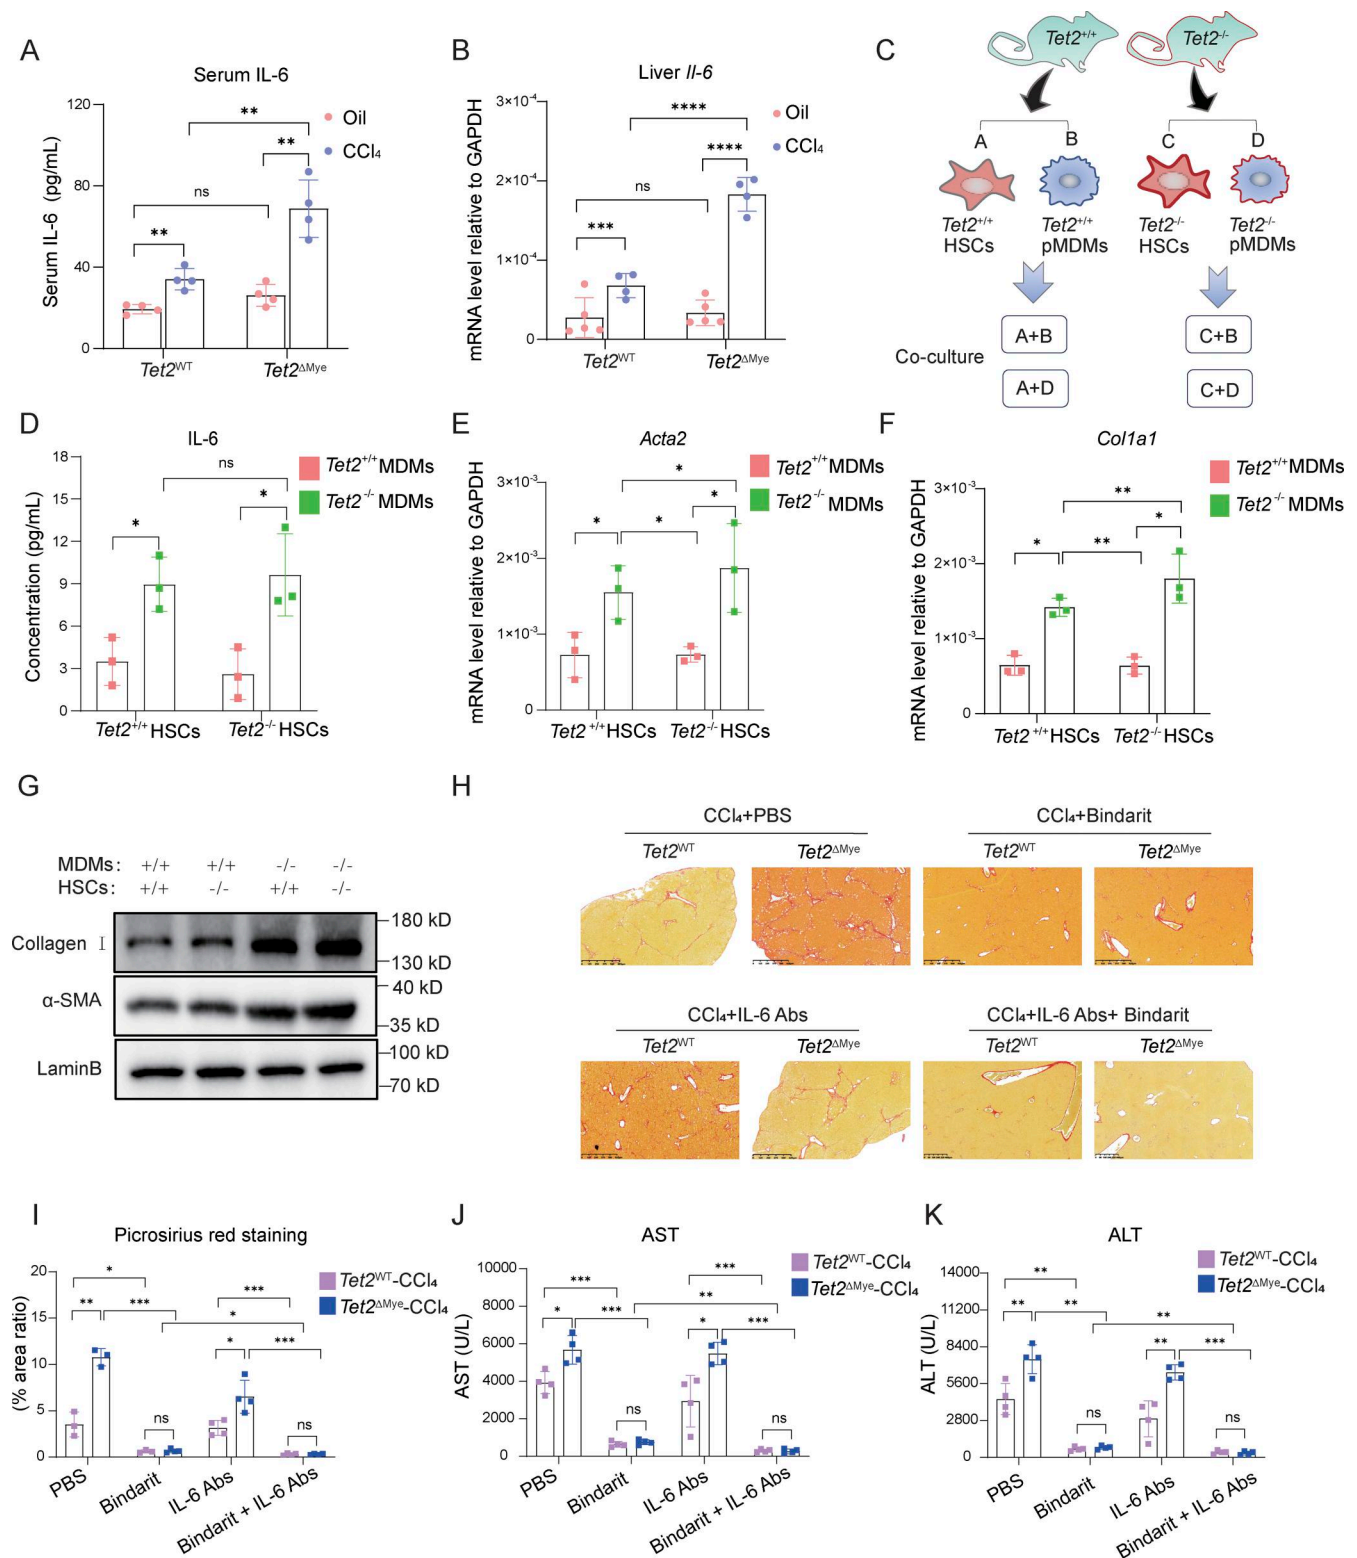 A
Serum IL-6
Serum IL-6 (pg/mL)
120
80
40
0
** ** ns **
Oil
CCl₄
Tet2WT
Tet2ΔMye
B
Liver Il-6
mRNA level relative to GAPDH
3×10-4
2×10-4
1×10-4
0
**** **** ns ***
Oil
CCl₄
Tet2WT
Tet2ΔMye
C
Tet2+/+
Tet2-/-
A B C D
Tet2+/+ HSCs
Tet2+/+ pMDMs
Tet2-/- HSCs
Tet2-/- pMDMs
Co-culture
A+B
C+B
A+D
C+D
D
IL-6
Concentration (pg/mL)
18
15
12
9
6
3
0
ns * *
Tet2+/+MDMs
Tet2-/-MDMs
Tet2+/+HSCs
Tet2-/-HSCs
E
Acta2
mRNA level relative to GAPDH
3×10-3
2×10-3
1×10-3
0
* * * *
Tet2+/+MDMs
Tet2-/-MDMs
Tet2+/+HSCs
Tet2-/-HSCs
F
Col1a1
mRNA level relative to GAPDH
3×10-3
2×10-3
1×10-3
0
** * * **
Tet2+/+MDMs
Tet2-/-MDMs
Tet2+/+HSCs
Tet2-/-HSCs
G
MDMs: +/+ +/+ -/- -/-
HSCs: +/+ -/- +/+ -/-
Collagen I
180 kD
130 kD
α-SMA
40 kD
35 kD
LaminB
100 kD
70 kD
H
CCl₄+PBS
CCl₄+Bindarit
Tet2WT
Tet2ΔMye
Tet2WT
Tet2ΔMye
CCl₄+IL-6 Abs
CCl₄+IL-6 Abs+ Bindarit
Tet2WT
Tet2ΔMye
Tet2WT
Tet2ΔMye
I
Picrosirius red staining
(% area ratio)
20
15
10
5
0
* ** *** *** * * *** ns ns
Tet2WT-CCl₄
Tet2ΔMye-CCl₄
PBS
Bindarit
IL-6 Abs
Bindarit + IL-6 Abs
J
AST
AST (U/L)
10000
8000
6000
4000
2000
0
*** * *** *** ** * *** ns ns
Tet2WT-CCl₄
Tet2ΔMye-CCl₄
PBS
Bindarit
IL-6 Abs
Bindarit + IL-6 Abs
K
ALT
ALT (U/L)
14000
11200
8400
5600
2800
0
** ** ** ** ** *** ns ns
Tet2WT-CCl₄
Tet2ΔMye-CCl₄
PBS
Bindarit
IL-6 Abs
Bindarit + IL-6 Abs